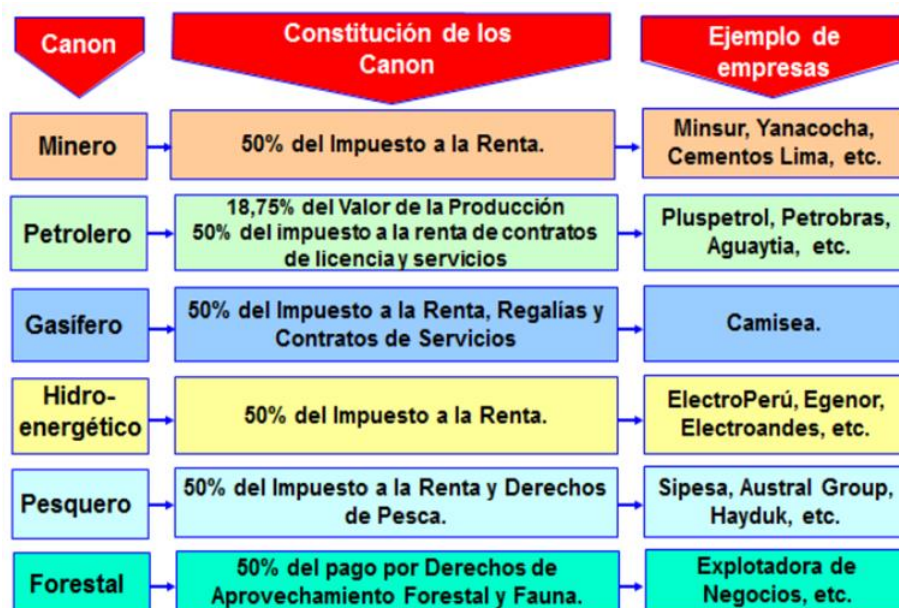 Canon
Constitución de los
Canon
Ejemplo de
empresas
Minero
50% del Impuesto a la Renta.
Minsur, Yanacocha,
Cementos Lima, etc.
Petrolero
18,75% del Valor de la Producción
50% del impuesto a la renta de contratos
de licencia y servicios
Pluspetrol, Petrobras,
Aguaytia, etc.
Gasífero
50% del Impuesto a la Renta, Regalías y
Contratos de Servicios
Camisea.
Hidro-
energético
50% del Impuesto a la Renta.
ElectroPerú, Egenor,
Electroandes, etc.
Pesquero
50% del Impuesto a la Renta y Derechos
de Pesca.
Sipesa, Austral Group,
Hayduk, etc.
Forestal
50% del pago por Derechos de
Aprovechamiento Forestal y Fauna.
Explotadora de
Negocios, etc.